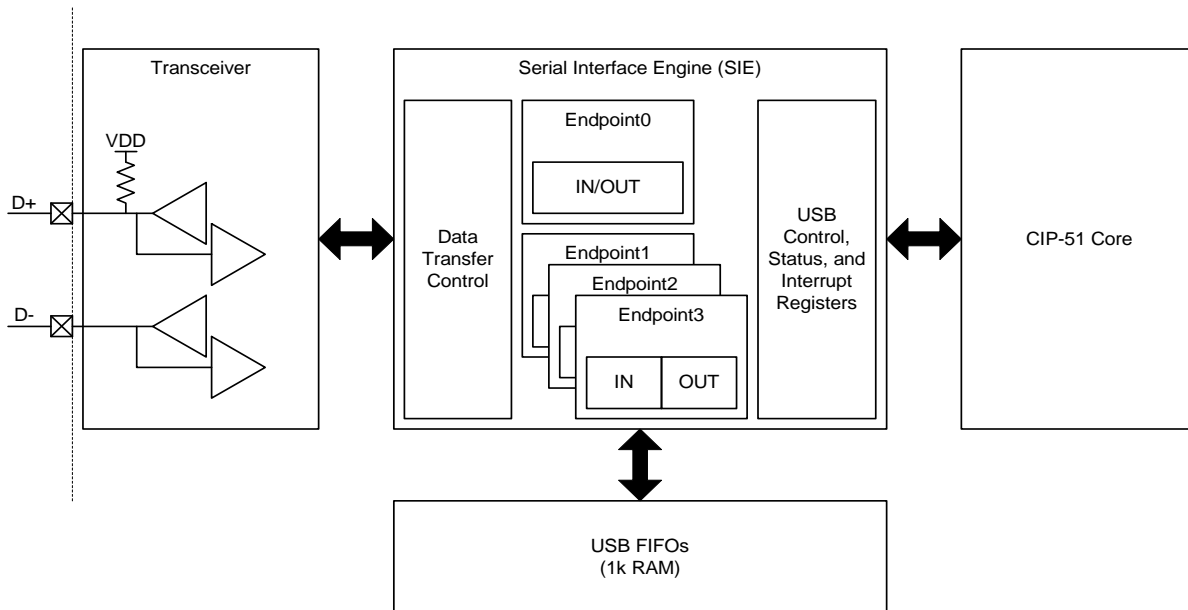 Transceiver
VDD
D+
D-
Serial Interface Engine (SIE)
Data
Transfer
Control
Endpoint0
IN/OUT
Endpoint1
Endpoint2
Endpoint3
IN
OUT
USB
Control,
Status, and
Interrupt
Registers
CIP-51 Core
USB FIFOs
(1k RAM)